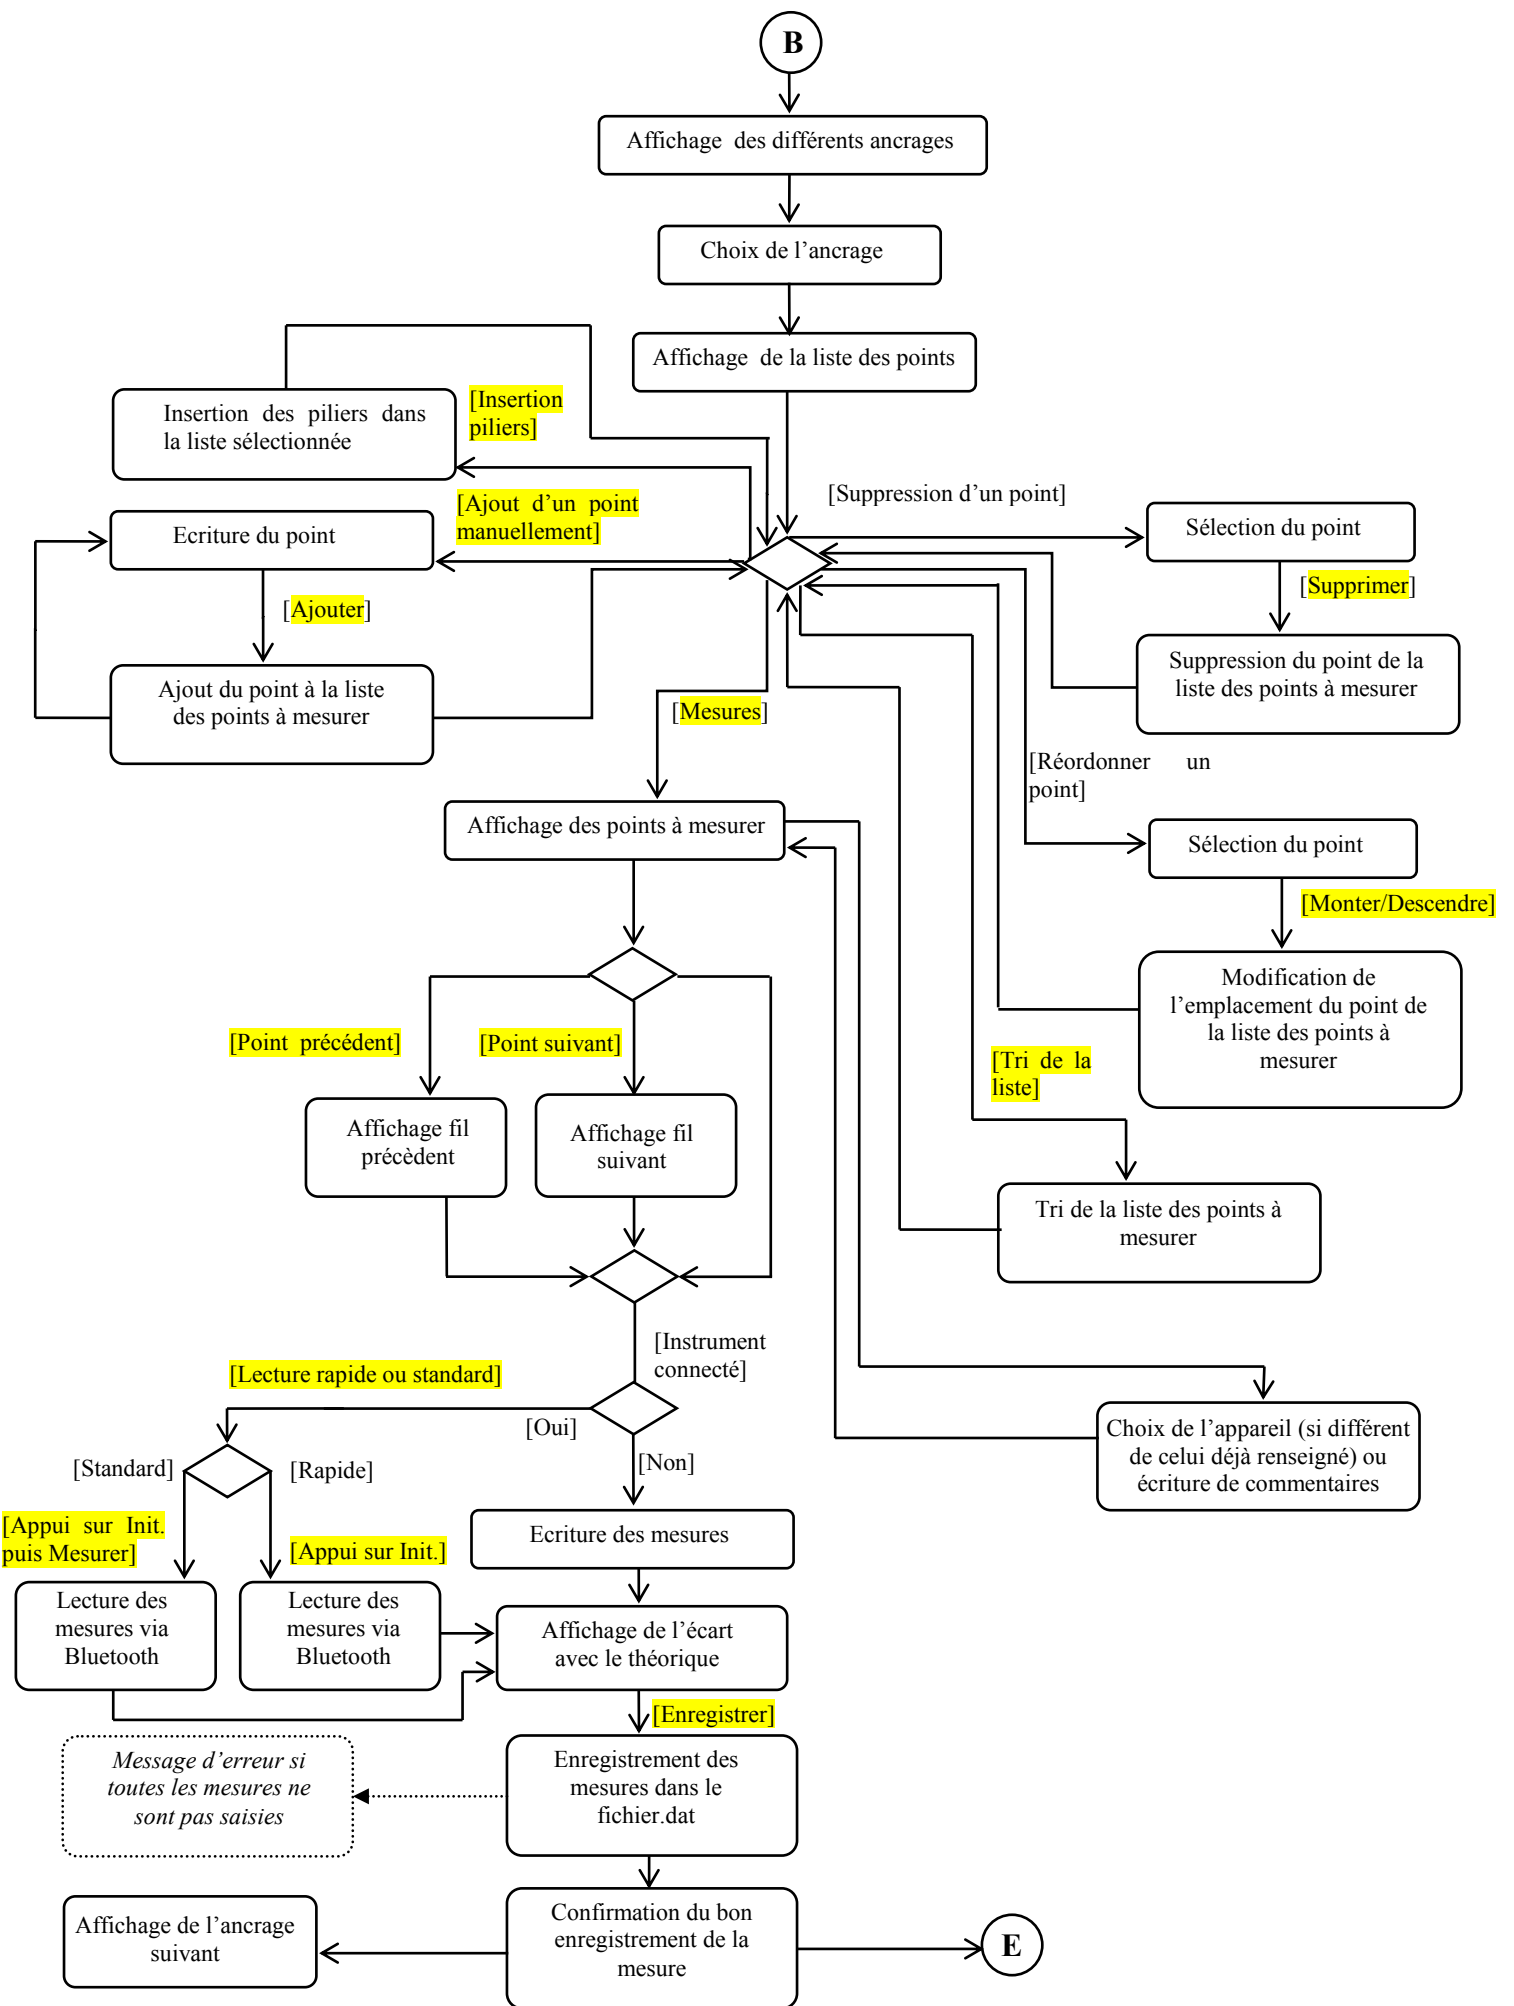 B
Affichage des différents ancrages
Choix de l’ancrage
Affichage de la liste des points
Insertion des piliers dans
la liste sélectionnée
[Insertion
piliers]
[Ajout d’un point
manuellement]
[Suppression d’un point]
Ecriture du point
Sélection du point
[Ajouter]
[Supprimer]
Ajout du point à la liste
des points à mesurer
Suppression du point de la
liste des points à mesurer
[Mesures]
[Réordonner un
point]
Affichage des points à mesurer
Sélection du point
[Monter/Descendre]
Modification de
l’emplacement du point de
la liste des points à
mesurer
[Point précédent]
[Point suivant]
[Tri de la
liste]
Affichage fil
précèdent
Affichage fil
suivant
Tri de la liste des points à
mesurer
[Instrument
connecté]
[Lecture rapide ou standard]
[Oui]
[Non]
Choix de l’appareil (si différent
de celui déjà renseigné) ou
écriture de commentaires
[Standard]
[Rapide]
[Appui sur Init.
puis Mesurer]
[Appui sur Init.]
Ecriture des mesures
Lecture des
mesures via
Bluetooth
Lecture des
mesures via
Bluetooth
Affichage de l’écart
avec le théorique
[Enregistrer]
Message d’erreur si
toutes les mesures ne
sont pas saisies
Enregistrement des
mesures dans le
fichier.dat
Affichage de l’ancrage
suivant
Confirmation du bon
enregistrement de la
mesure
E